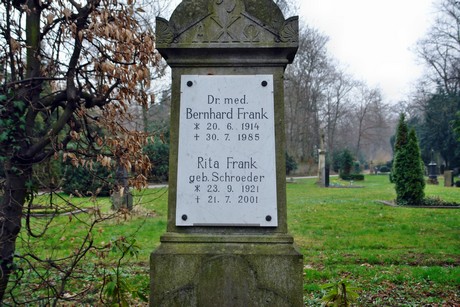 Dr. med.
Bernhard Frank
* 20. 6. 1914
+ 30. 7. 1985
Rita Frank
geb. Schroeder
* 23. 9. 1921
+ 21. 7. 2001